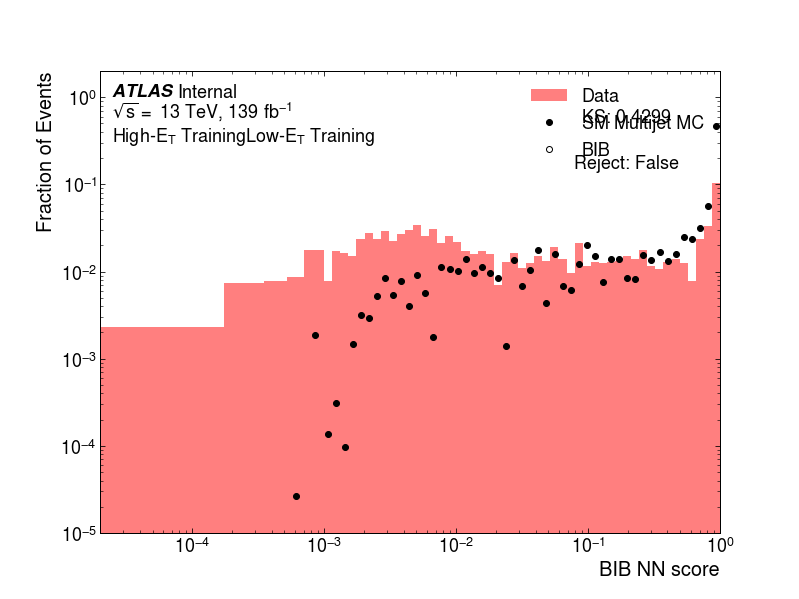 ATLAS Internal
√s = 13 TeV, 139 fb⁻¹
High-E_T TrainingLow-E_T Training
Data
KS: 0.4299
SM Multijet MC
BIB
Reject: False
Fraction of Events
10⁰
10⁻¹
10⁻²
10⁻³
10⁻⁴
10⁻⁵
10⁻⁴ 10⁻³ 10⁻² 10⁻¹ 10⁰
BIB NN score